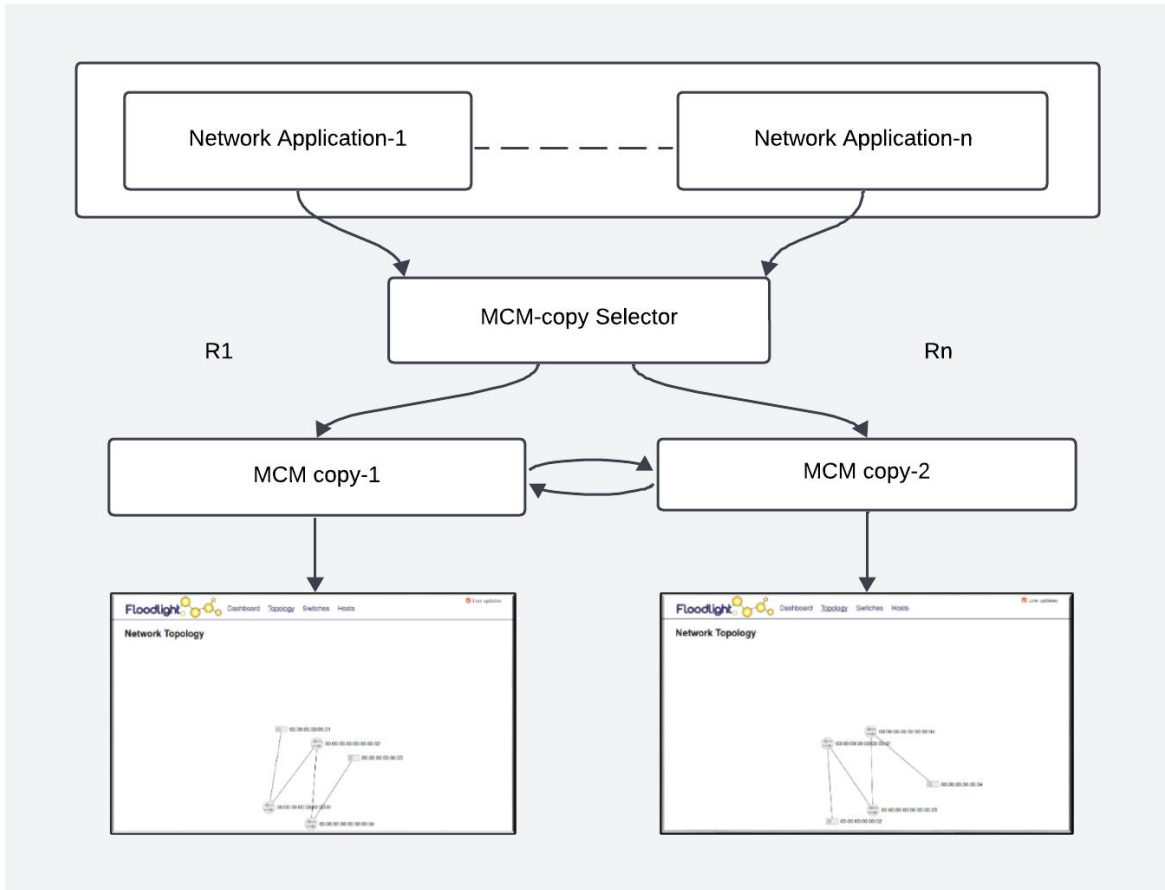 Network Application-1
Network Application-n
MCM-copy Selector
R1
Rn
MCM copy-1
MCM copy-2
Floodlight Dashboard Topology Switches Hosts Live updates
Network Topology
Floodlight Dashboard Topology Switches Hosts Live updates
Network Topology